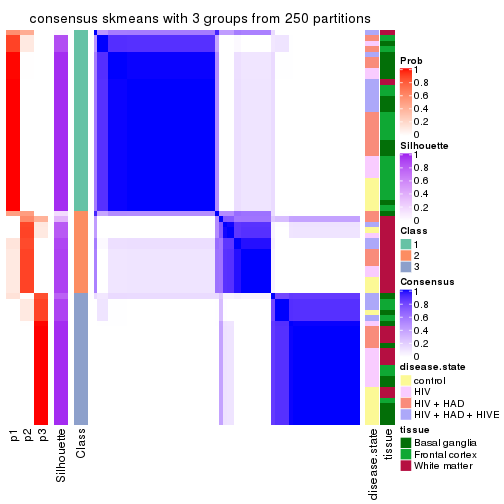 consensus skmeans with 3 groups from 250 partitions
Prob
1
0.8
0.6
0.4
0.2
0
Silhouette
1
0.8
0.6
0.4
0.2
0
Class
1
2
3
Consensus
1
0.8
0.6
0.4
0.2
0
disease.state
control
HIV
HIV + HAD
HIV + HAD + HIVE
tissue
Basal ganglia
Frontal cortex
White matter
p1
p2
p3
Silhouette
Class
disease.state
tissue